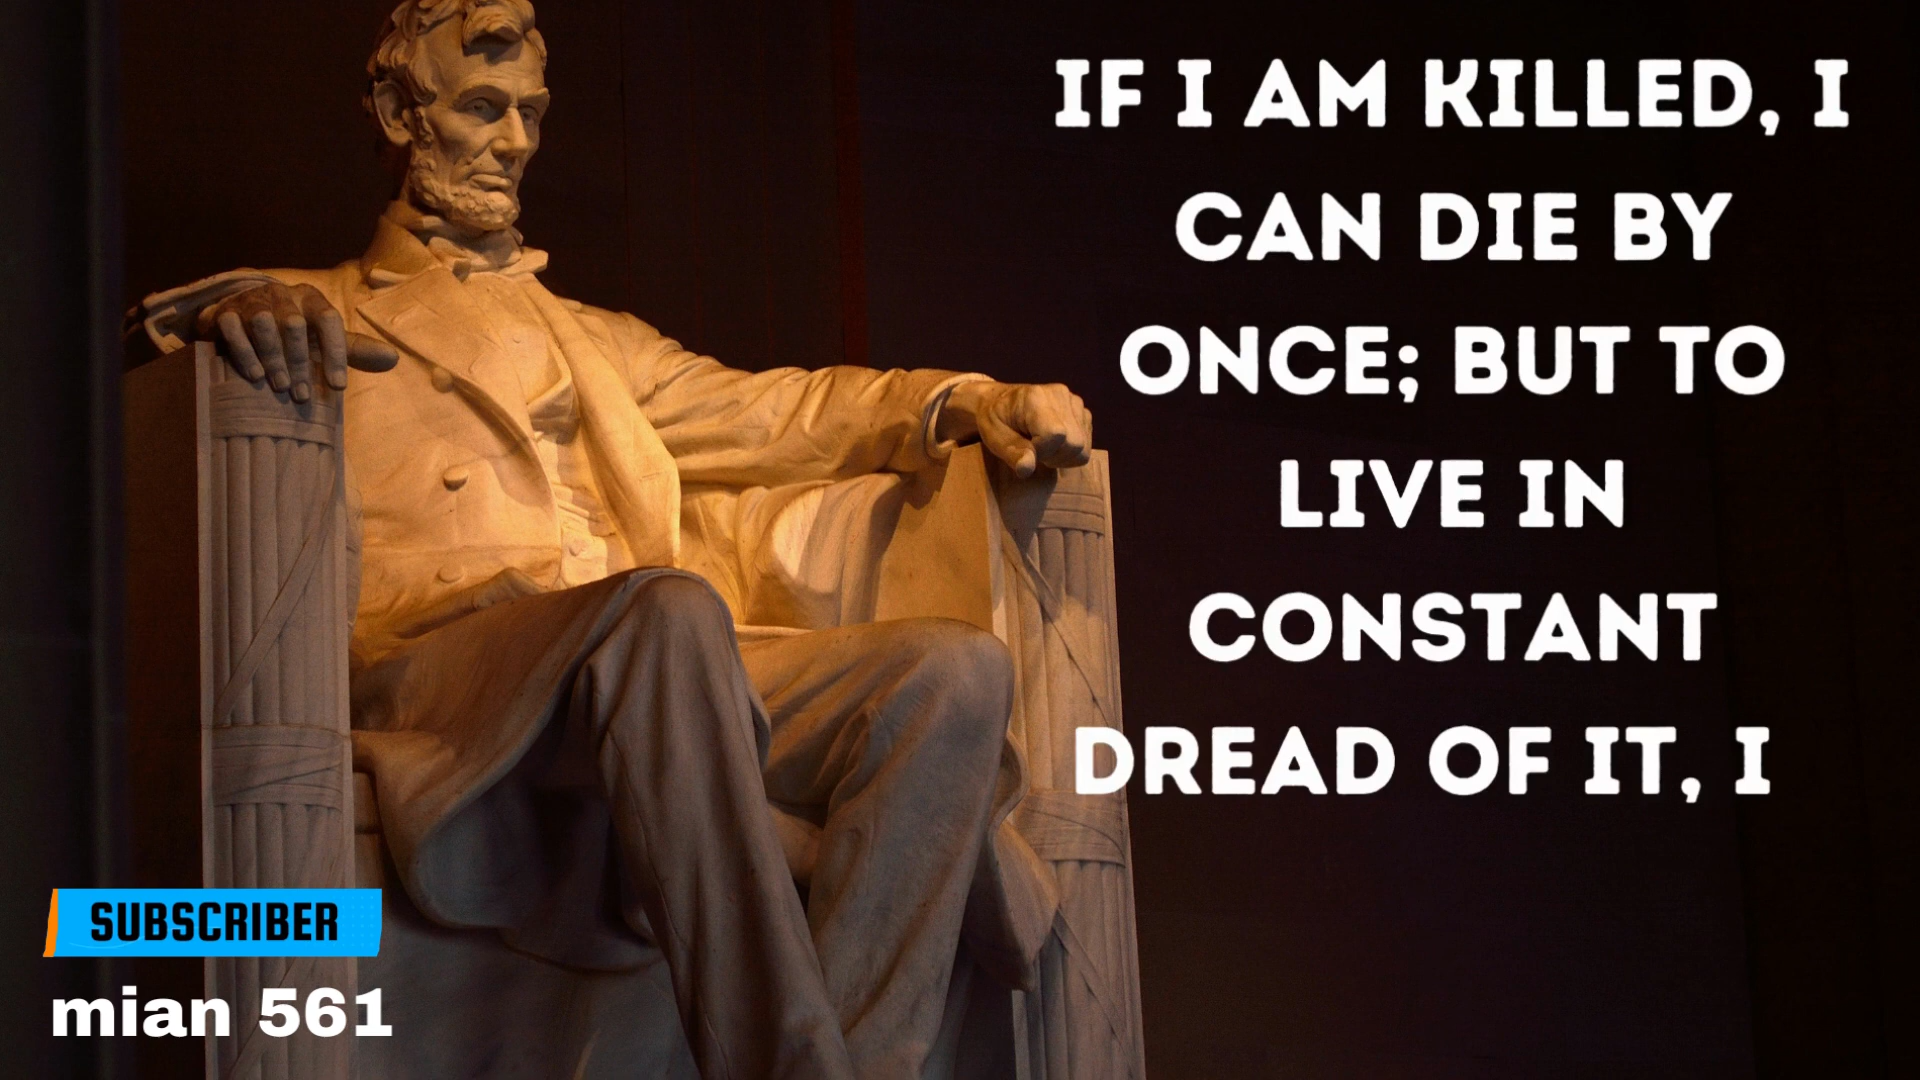 IF I AM KILLED, I
CAN DIE BY
ONCE; BUT TO
LIVE IN
CONSTANT
DREAD OF IT, I
SUBSCRIBER
mian 561